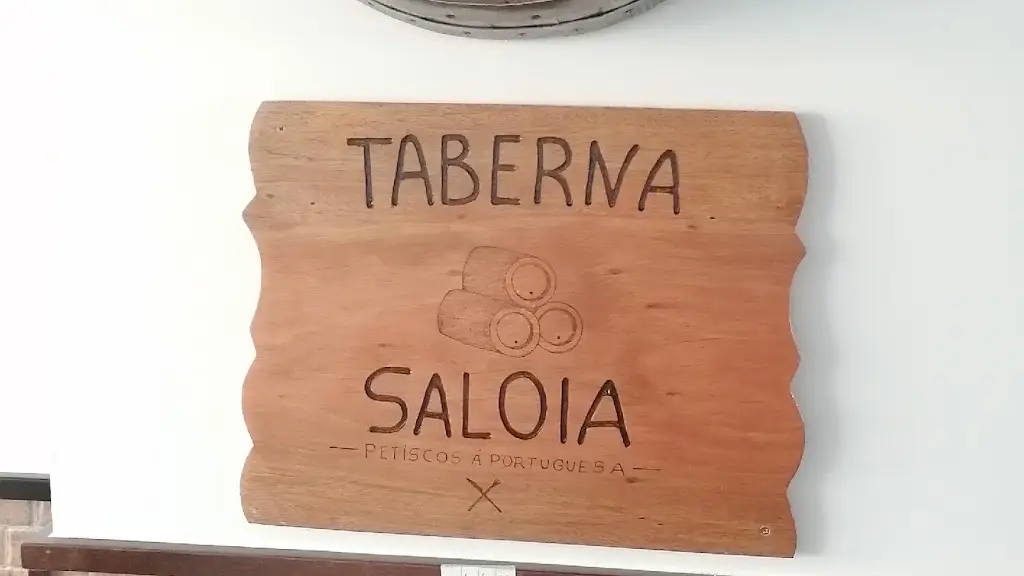 TABERNA
SALOIA
— PETISCOS Á PORTUGUESA —